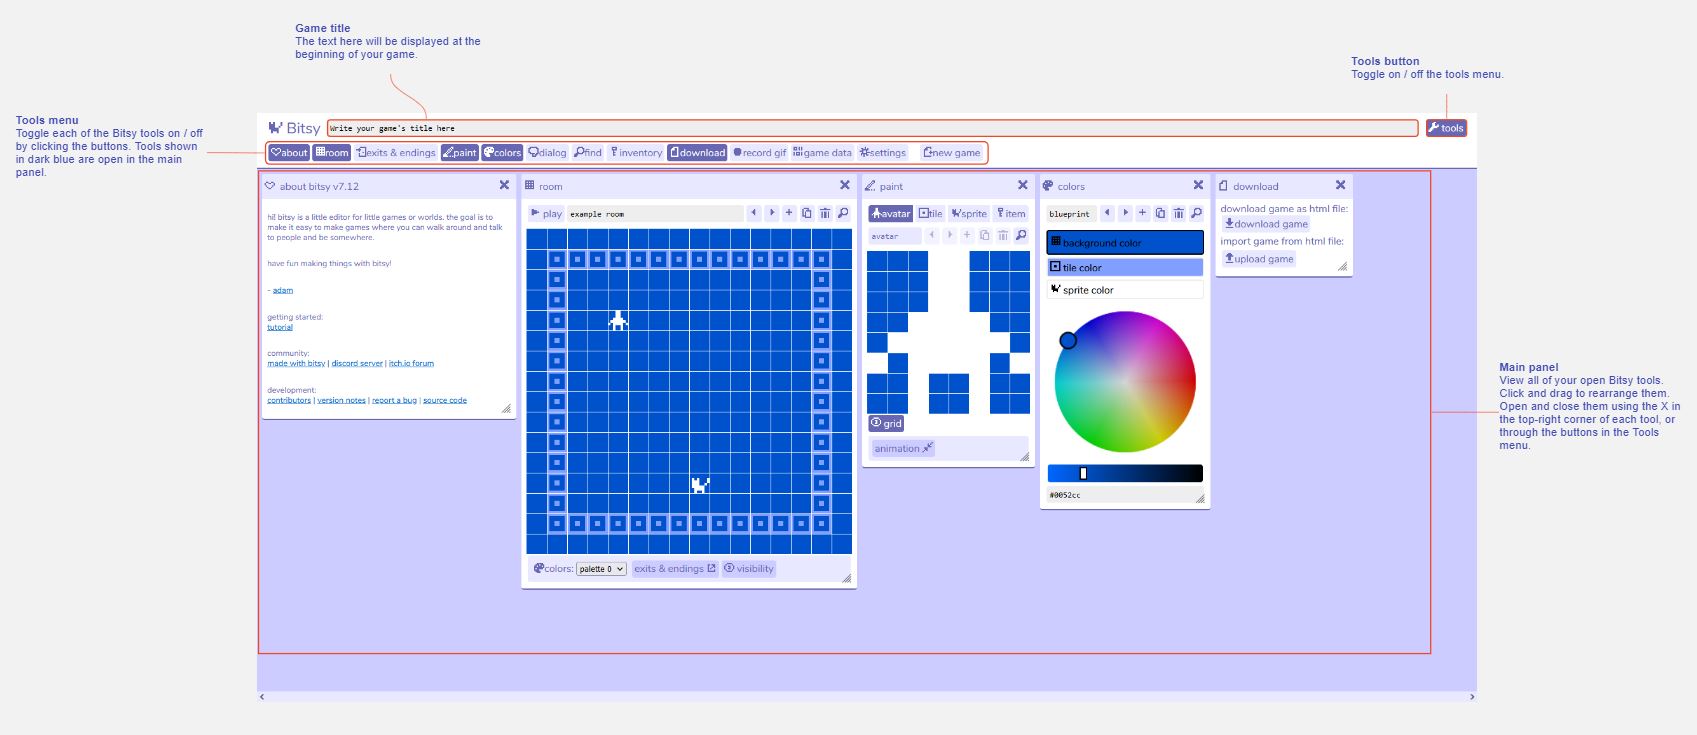 Game title
The text here will be displayed at the
beginning of your game.
Tools button
Toggle on / off the tools menu.
Tools menu
Toggle each of the Bitsy tools on / off
by clicking the buttons. Tools shown
in dark blue are open in the main
panel.
Bitsy
Write your game's title here
tools
about room exits & endings paint colors dialog find inventory download record gif game data settings new game
about bitsy v7.12
hi! bitsy is a little editor for little games or worlds. the goal is to
make it easy to make games where you can walk around and talk
to people and be somewhere.
have fun making things with bitsy!
- adam
getting started:
tutorial
community:
made with bitsy | discord server | itch.io forum
development:
contributors | version notes | report a bug | source code
room
play example room
colors: palette 0 exits & endings visibility
paint
avatar tile sprite item
avatar
grid
animation
colors
blueprint
background color
tile color
sprite color
#0052cc
download
download game as html file:
download game
import game from html file:
upload game
Main panel
View all of your open Bitsy tools.
Click and drag to rearrange them.
Open and close them using the X in
the top-right corner of each tool, or
through the buttons in the Tools
menu.